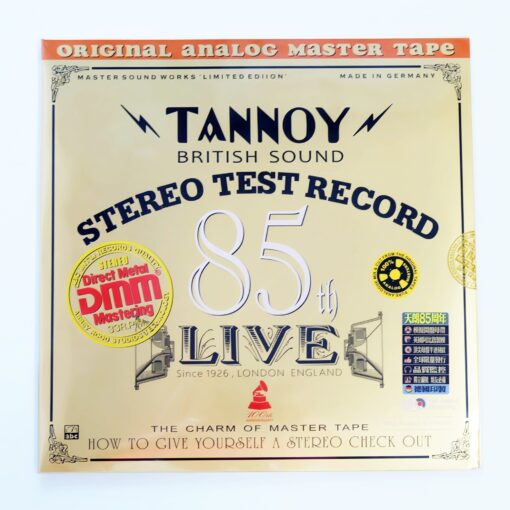 ORIGINAL ANALOG MASTER TAPE
MASTER SOUND WORKS 'LIMITED EDIION'
MADE IN GERMANY
TANNOY
BRITISH SOUND
STEREO TEST RECORD
85th
STEREO
Direct Metal
DMM
Mastering
100%
天朗85周年
LIVE
Since 1926, LONDON ENGLAND
THE CHARM OF MASTER TAPE
abc
HOW TO GIVE YOURSELF A STEREO CHECK OUT